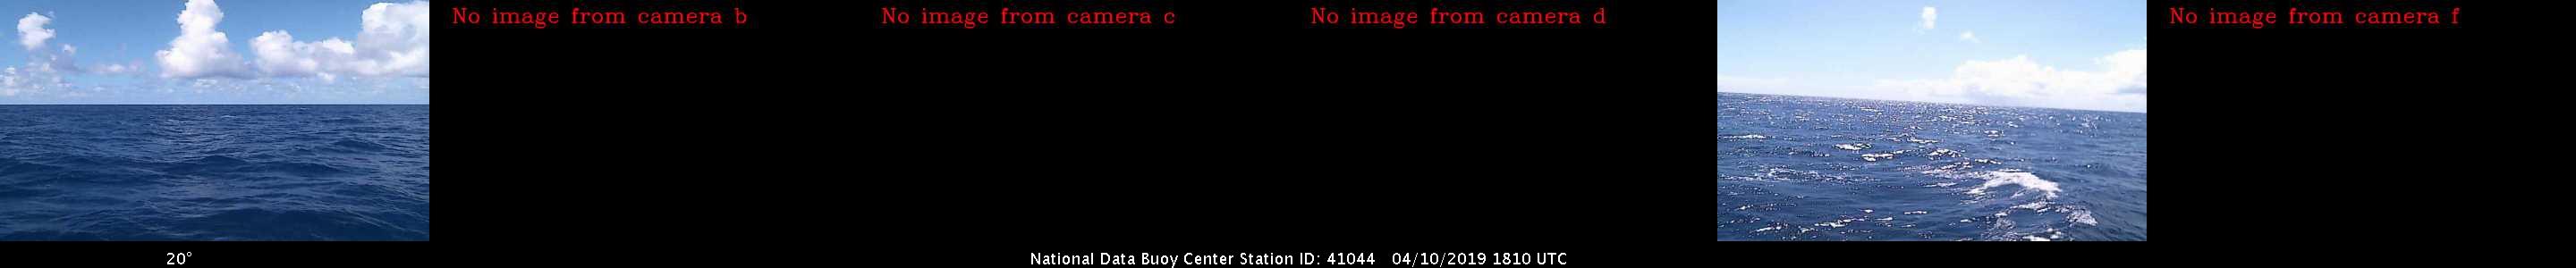 No image from camera b
No image from camera c
No image from camera d
No image from camera f
20°
National Data Buoy Center Station ID: 41044 04/10/2019 1810 UTC